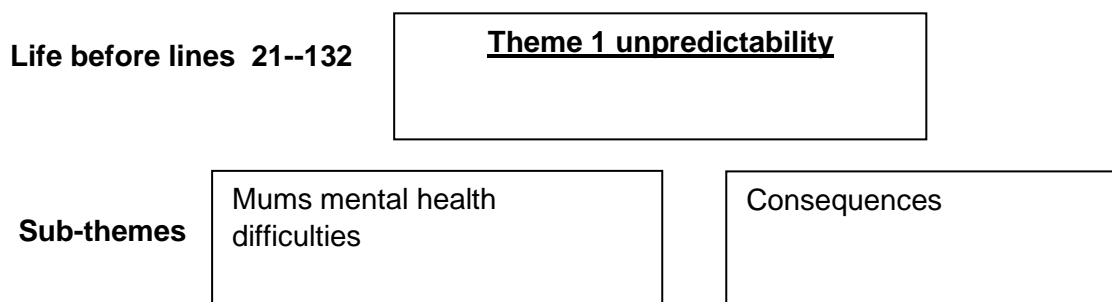 Theme 1 unpredictability
Life before lines 21--132
Sub-themes
Mums mental health
difficulties
Consequences